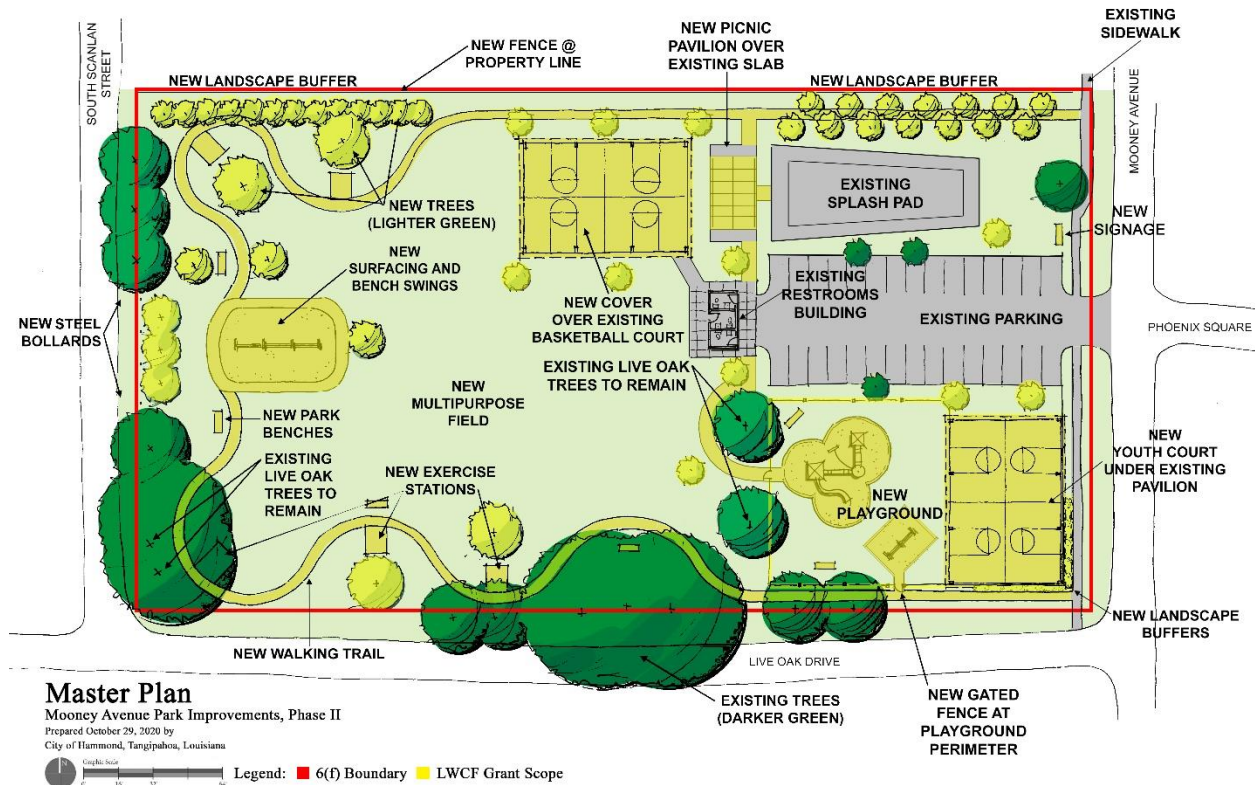 SOUTH SCANLAN
STREET
NEW FENCE @
PROPERTY LINE
NEW LANDSCAPE BUFFER
NEW PICNIC
PAVILION OVER
EXISTING SLAB
NEW LANDSCAPE BUFFER
EXISTING
SIDEWALK
MOONEY AVENUE
NEW TREES
(LIGHTER GREEN)
EXISTING
SPLASH PAD
NEW
SIGNAGE
NEW
SURFACING AND
BENCH SWINGS
NEW COVER
OVER EXISTING
BASKETBALL COURT
EXISTING
RESTROOMS
BUILDING
EXISTING PARKING
PHOENIX SQUARE
NEW STEEL
BOLLARDS
EXISTING LIVE OAK
TREES TO REMAIN
NEW
MULTIPURPOSE
FIELD
NEW PARK
BENCHES
EXISTING
LIVE OAK
TREES TO
REMAIN
NEW EXERCISE
STATIONS
NEW
PLAYGROUND
NEW
YOUTH COURT
UNDER EXISTING
PAVILION
NEW LANDSCAPE
BUFFERS
NEW WALKING TRAIL
LIVE OAK DRIVE
EXISTING TREES
(DARKER GREEN)
NEW GATED
FENCE AT
PLAYGROUND
PERIMETER
Master Plan
Mooney Avenue Park Improvements, Phase II
Prepared October 29, 2020 by
City of Hammond, Tangipahoa, Louisiana
N
Graphic Scale
Legend: 6(f) Boundary LWCF Grant Scope